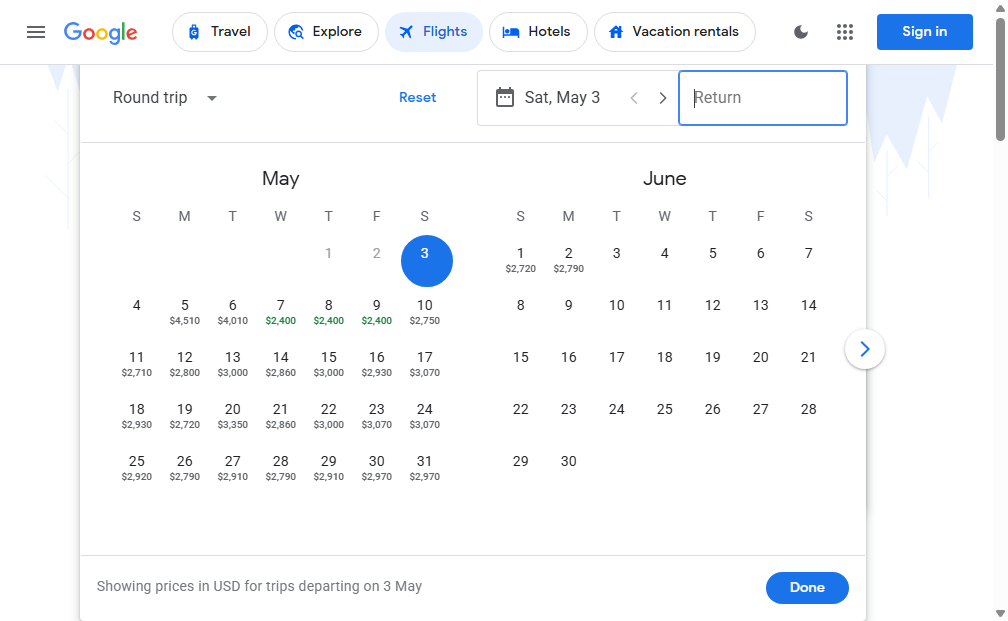 Google Travel Explore Flights Hotels Vacation rentals Sign in
Round trip Reset Sat, May 3 Return
May
S M T W T F S
1 2 3
4 5 6 7 8 9 10
$4,510 $4,010 $2,400 $2,400 $2,400 $2,750
11 12 13 14 15 16 17
$2,710 $2,800 $3,000 $2,860 $3,000 $2,930 $3,070
18 19 20 21 22 23 24
$2,930 $2,720 $3,350 $2,860 $3,000 $3,070 $3,070
25 26 27 28 29 30 31
$2,920 $2,790 $2,910 $2,790 $2,910 $2,970 $2,970
June
S M T W T F S
1 2 3 4 5 6 7
$2,720 $2,790
8 9 10 11 12 13 14
15 16 17 18 19 20 21
22 23 24 25 26 27 28
29 30
Showing prices in USD for trips departing on 3 May Done